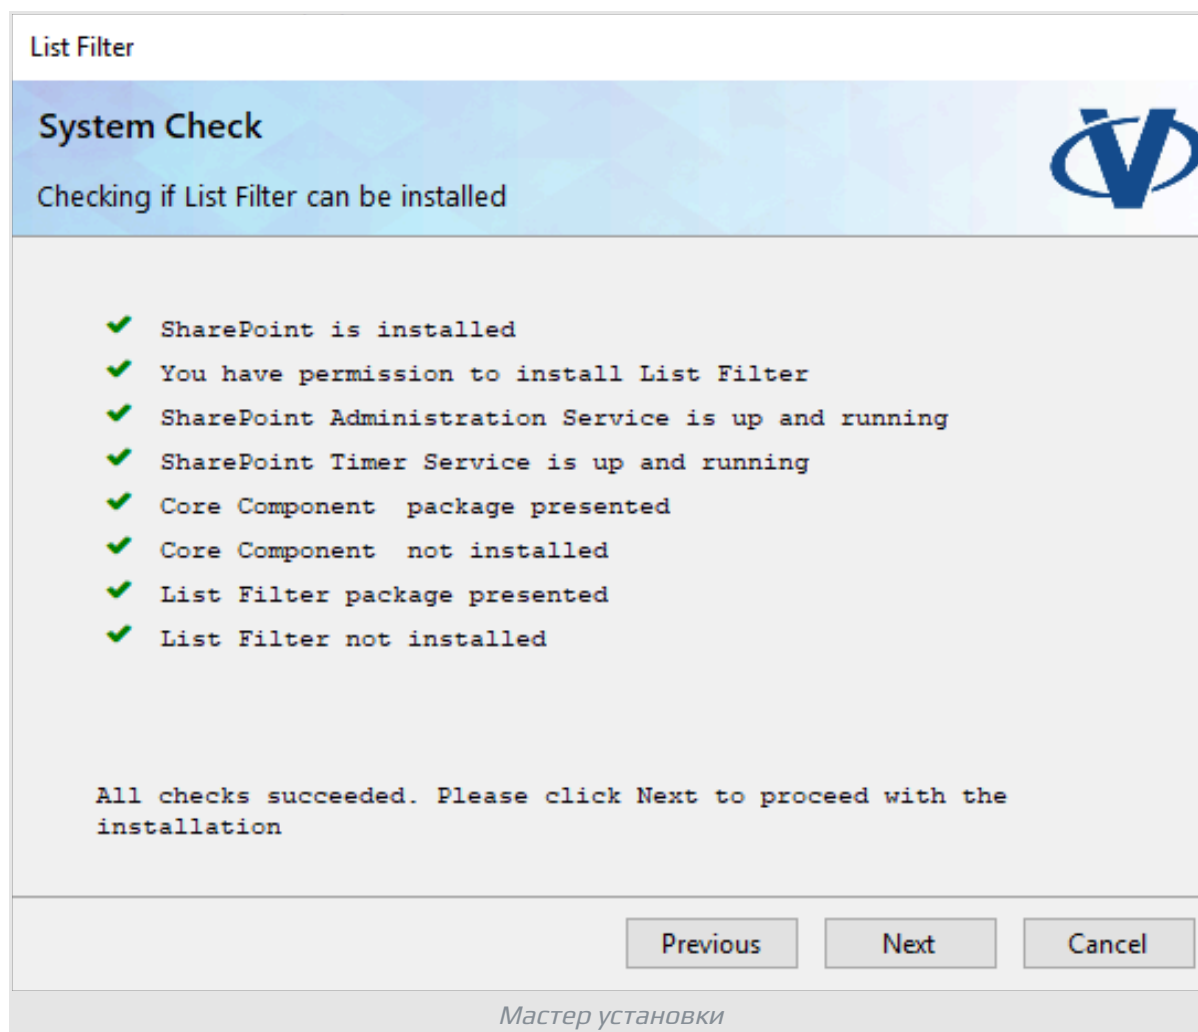 List Filter
System Check
Checking if List Filter can be installed
SharePoint is installed
You have permission to install List Filter
SharePoint Administration Service is up and running
SharePoint Timer Service is up and running
Core Component  package presented
Core Component  not installed
List Filter package presented
List Filter not installed
All checks succeeded. Please click Next to proceed with the
installation
Previous Next Cancel
Мастер установки